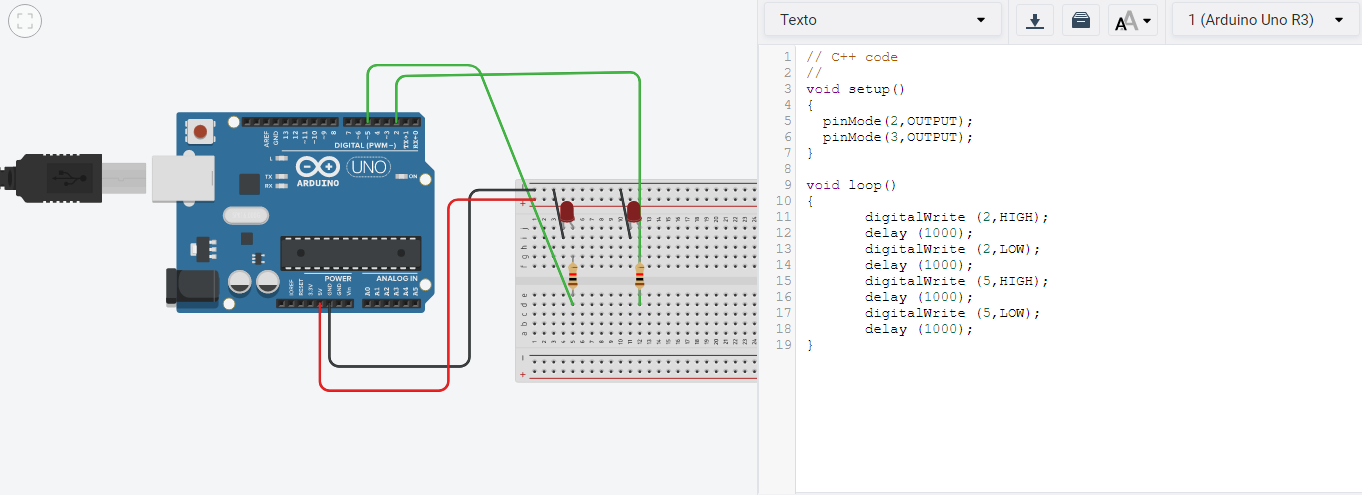 Texto
1 (Arduino Uno R3)
1 // C++ code
2 //
3 void setup()
4 {
5 pinMode(2,OUTPUT);
6 pinMode(3,OUTPUT);
7 }
8
9 void loop()
10 {
11 digitalWrite (2,HIGH);
12 delay (1000);
13 digitalWrite (2,LOW);
14 delay (1000);
15 digitalWrite (5,HIGH);
16 delay (1000);
17 digitalWrite (5,LOW);
18 delay (1000);
19 }
AREF GND 13 12 ~11 ~10 ~9 8 7 ~6 ~5 4 ~3 2 TX→1 RX←0
DIGITAL (PWM~)
L
TX
RX
UNO
ARDUINO
ON
POWER
ANALOG IN
IOREF RESET 3.3V 5V GND GND Vin A0 A1 A2 A3 A4 A5